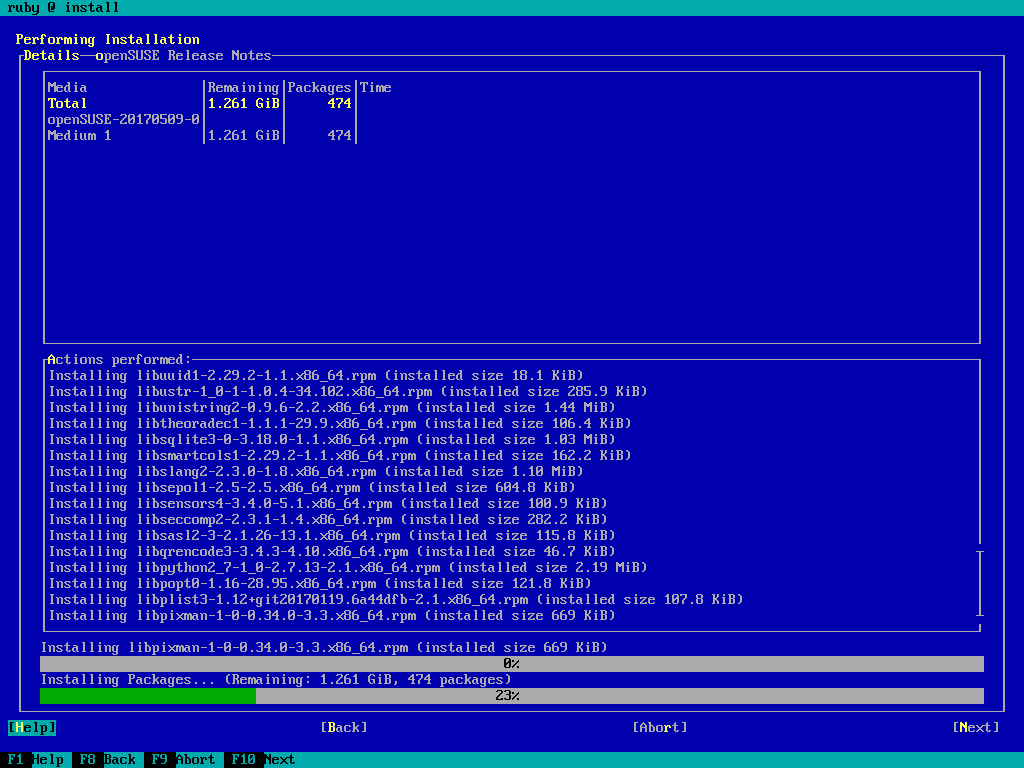 ruby @ install
Performing Installation
Details openSUSE Release Notes
Media Remaining Packages Time
Total 1.261 GiB 474
openSUSE-20170509-0
Medium 1 1.261 GiB 474
Actions performed:
Installing libuuid1-2.29.2-1.1.x86_64.rpm (installed size 18.1 KiB)
Installing libustr-1_0-1-1.0.4-34.102.x86_64.rpm (installed size 285.9 KiB)
Installing libunistring2-0.9.6-2.2.x86_64.rpm (installed size 1.44 MiB)
Installing libtheoradec1-1.1.1-29.9.x86_64.rpm (installed size 106.4 KiB)
Installing libsqlite3-0-3.18.0-1.1.x86_64.rpm (installed size 1.03 MiB)
Installing libsmartcols1-2.29.2-1.1.x86_64.rpm (installed size 162.2 KiB)
Installing libslang2-2.3.0-1.8.x86_64.rpm (installed size 1.10 MiB)
Installing libsepol1-2.5-2.5.x86_64.rpm (installed size 604.8 KiB)
Installing libsensors4-3.4.0-5.1.x86_64.rpm (installed size 100.9 KiB)
Installing libseccomp2-2.3.1-1.4.x86_64.rpm (installed size 282.2 KiB)
Installing libsasl2-3-2.1.26-13.1.x86_64.rpm (installed size 115.8 KiB)
Installing libqrencode3-3.4.3-4.10.x86_64.rpm (installed size 46.7 KiB)
Installing libpython2_7-1_0-2.7.13-2.1.x86_64.rpm (installed size 2.19 MiB)
Installing libpopt0-1.16-28.95.x86_64.rpm (installed size 121.8 KiB)
Installing libplist3-1.12+git20170119.6a44dfb-2.1.x86_64.rpm (installed size 107.8 KiB)
Installing libpixman-1-0-0.34.0-3.3.x86_64.rpm (installed size 669 KiB)
Installing libpixman-1-0-0.34.0-3.3.x86_64.rpm (installed size 669 KiB)
0%
Installing Packages... (Remaining: 1.261 GiB, 474 packages)
23%
[Help] [Back] [Abort] [Next]
F1 Help F8 Back F9 Abort F10 Next